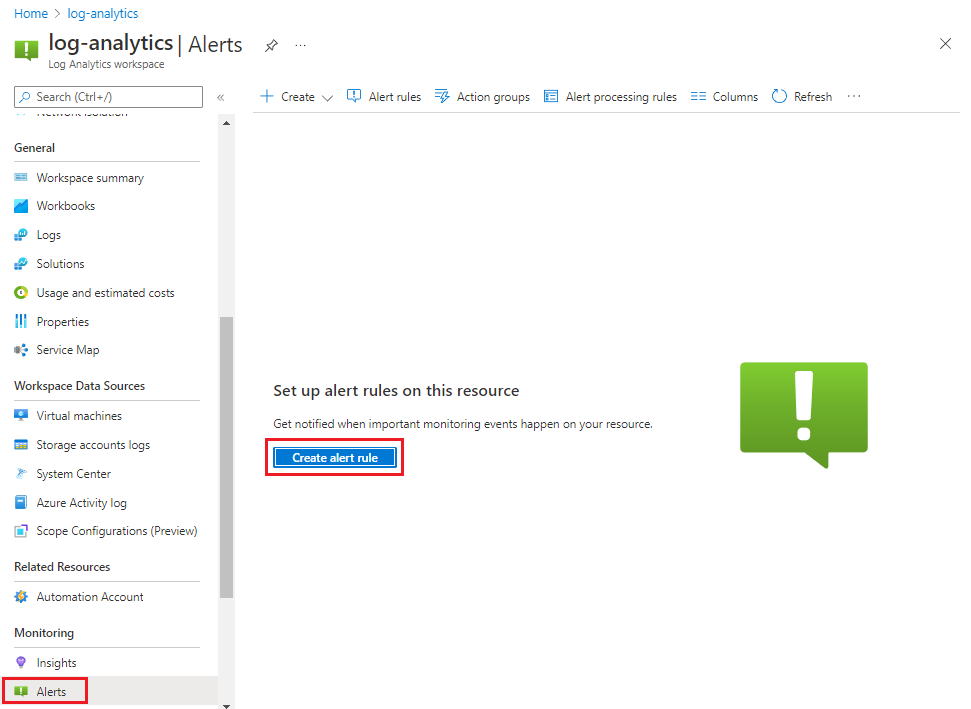 Home > log-analytics
log-analytics | Alerts
Log Analytics workspace
Search (Ctrl+/)
«
Create
Alert rules
Action groups
Alert processing rules
Columns
Refresh
Network Isolation
General
Workspace summary
Workbooks
Logs
Solutions
Usage and estimated costs
Properties
Service Map
Workspace Data Sources
Virtual machines
Storage accounts logs
System Center
Azure Activity log
Scope Configurations (Preview)
Related Resources
Automation Account
Monitoring
Insights
Alerts
Set up alert rules on this resource
Get notified when important monitoring events happen on your resource.
Create alert rule